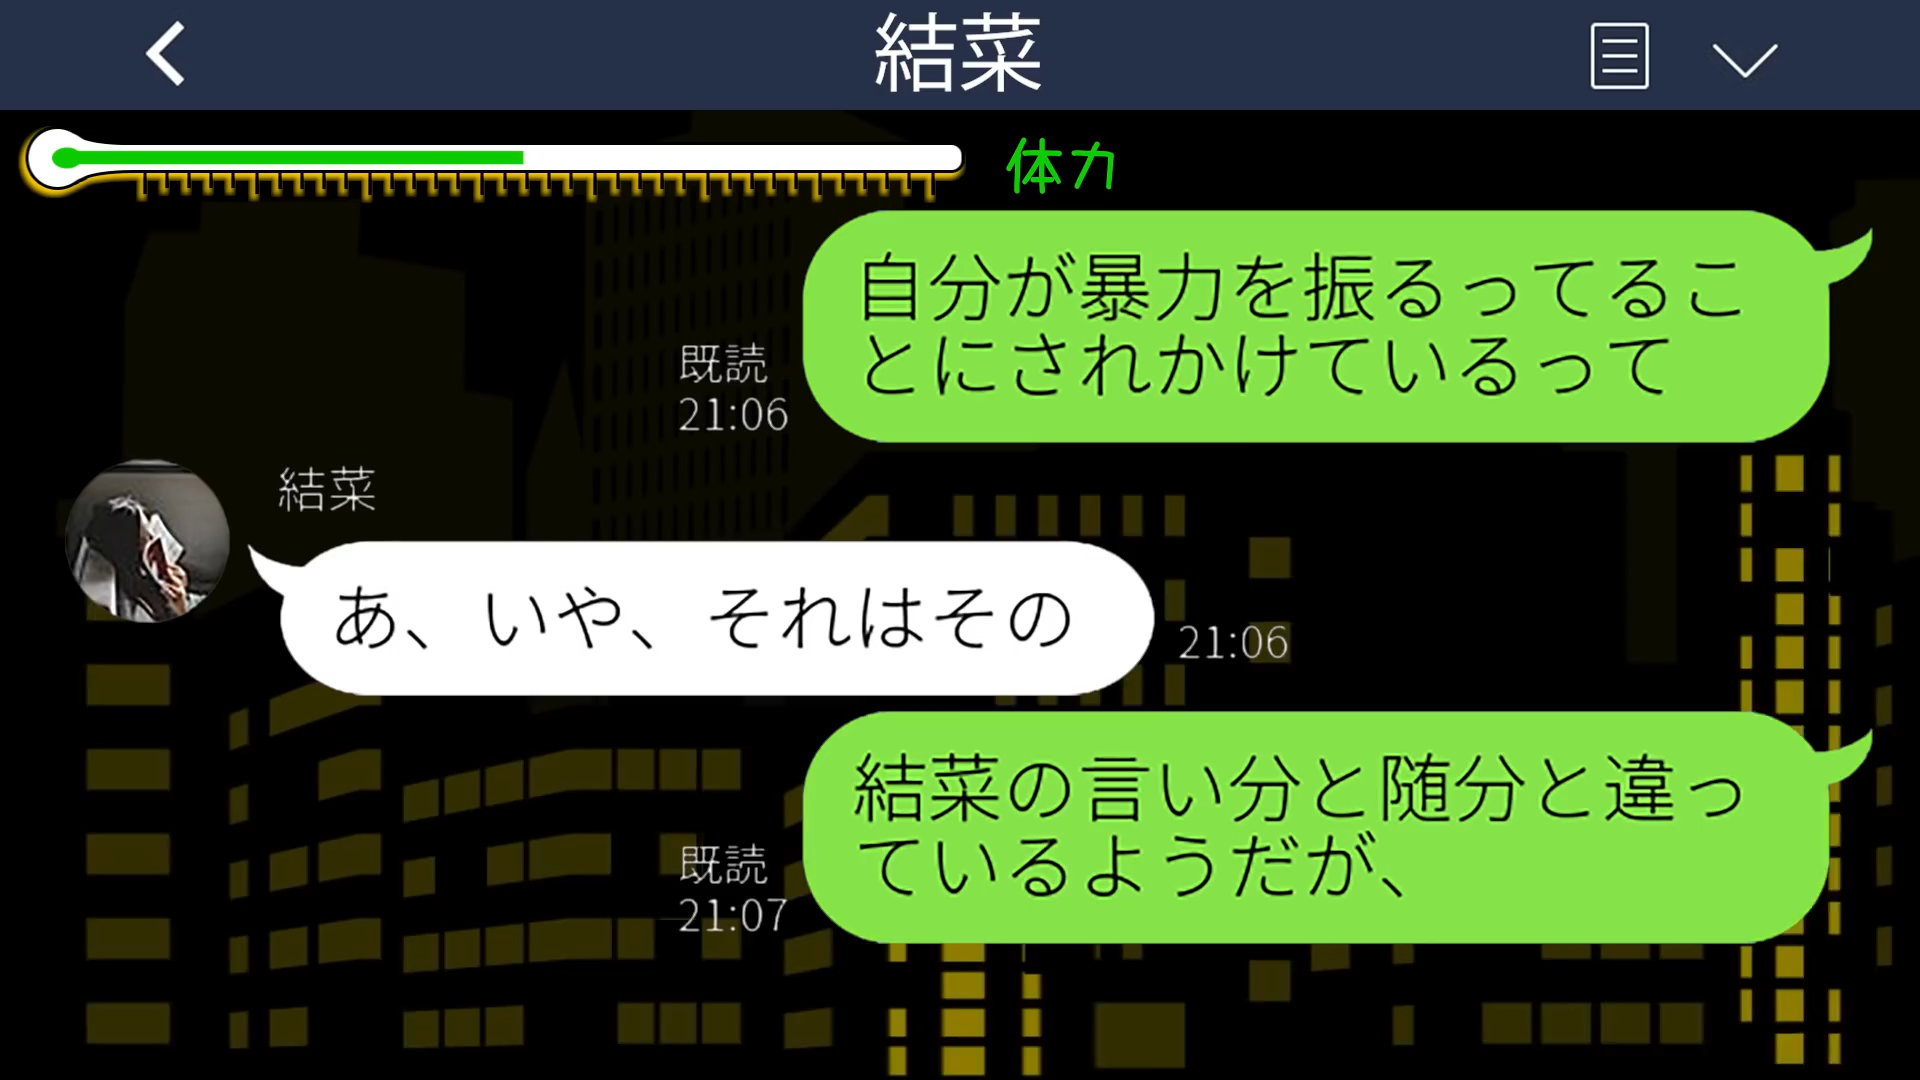 結菜
体力
自分が暴力を振るってるこ
とにされかけているって
既読
21:06
結菜
あ、いや、それはその
21:06
結菜の言い分と随分と違っ
ているようだが、
既読
21:07